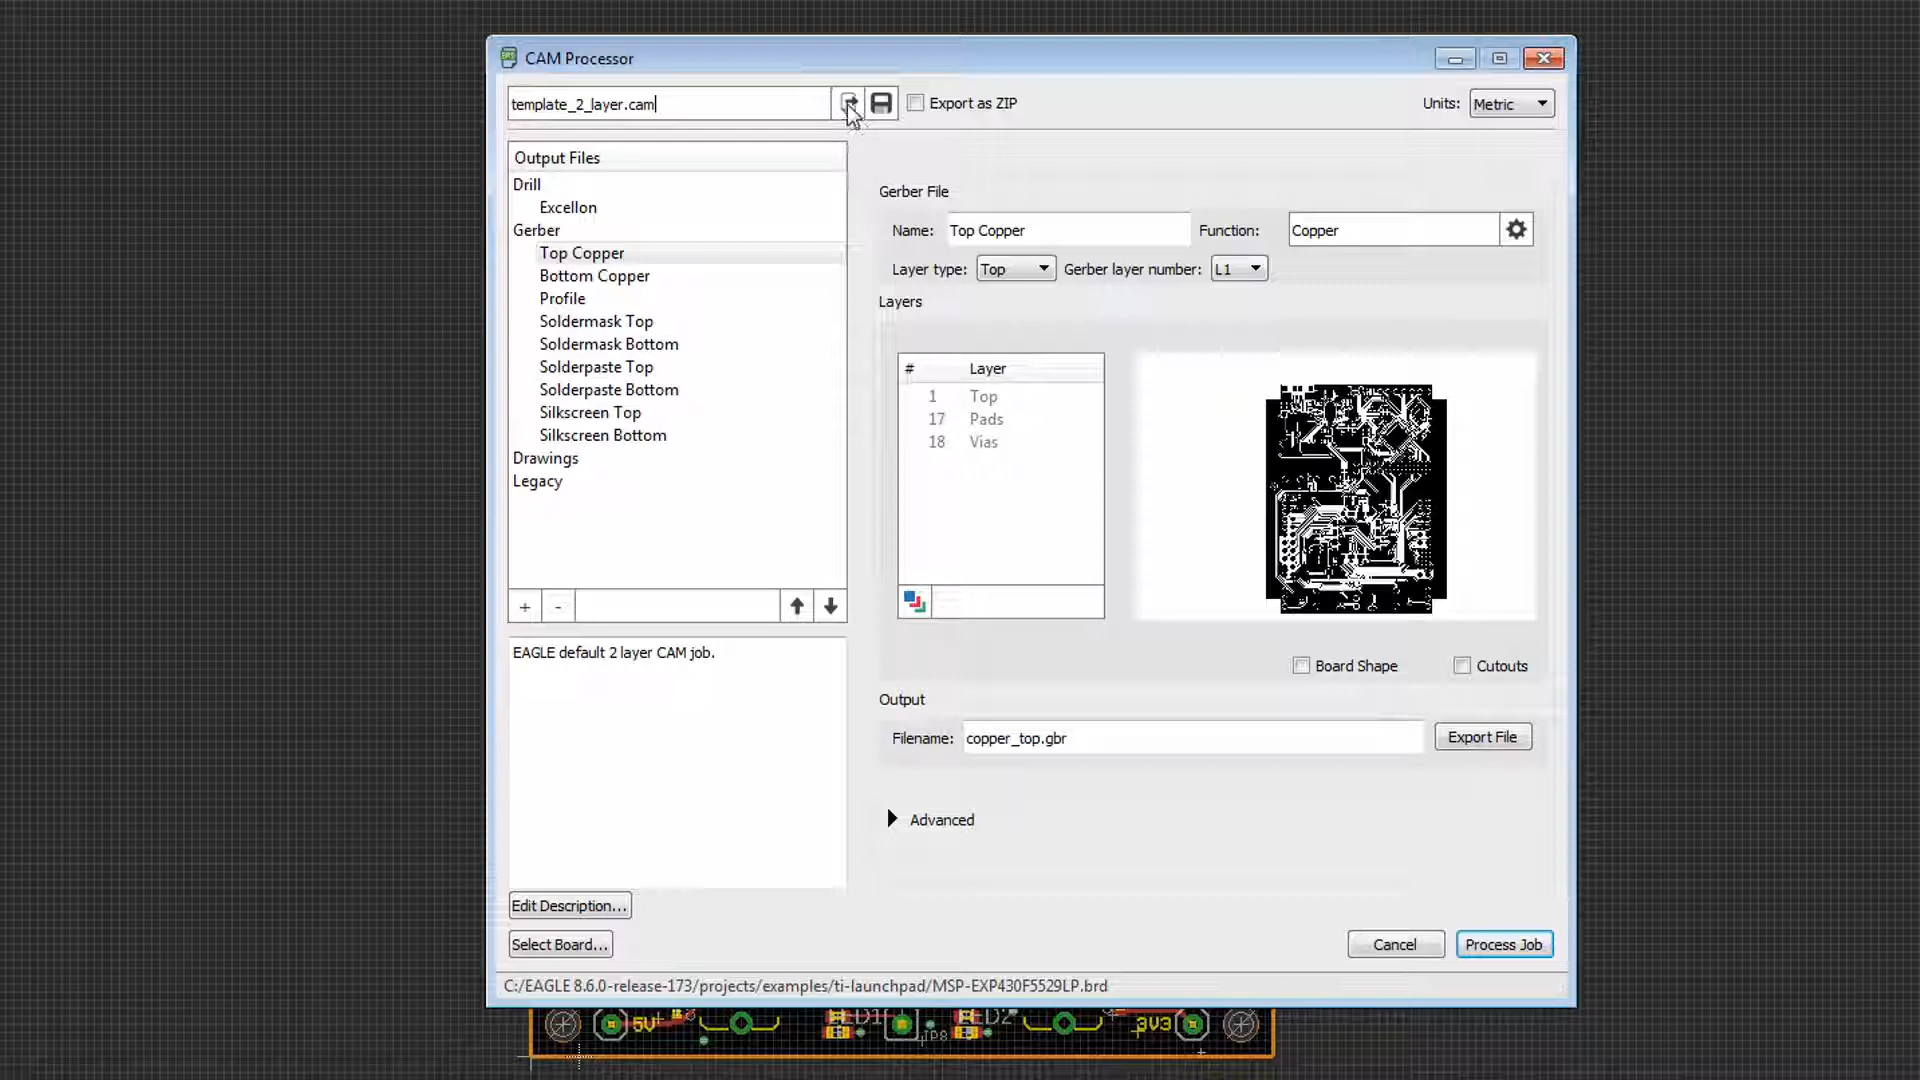 CAM Processor
template_2_layer.cam
Export as ZIP
Units: Metric
Output Files
Drill
Excellon
Gerber
Top Copper
Bottom Copper
Profile
Soldermask Top
Soldermask Bottom
Solderpaste Top
Solderpaste Bottom
Silkscreen Top
Silkscreen Bottom
Drawings
Legacy
+ -
EAGLE default 2 layer CAM job.
Edit Description...
Select Board...
Gerber File
Name: Top Copper Function: Copper
Layer type: Top Gerber layer number: L1
Layers
# Layer
1 Top
17 Pads
18 Vias
Board Shape Cutouts
Output
Filename: copper_top.gbr Export File
Advanced
Cancel Process Job
C:/EAGLE 8.6.0-release-173/projects/examples/ti-launchpad/MSP-EXP430F5529LP.brd
5V LED1 JP8 LED2 3V3